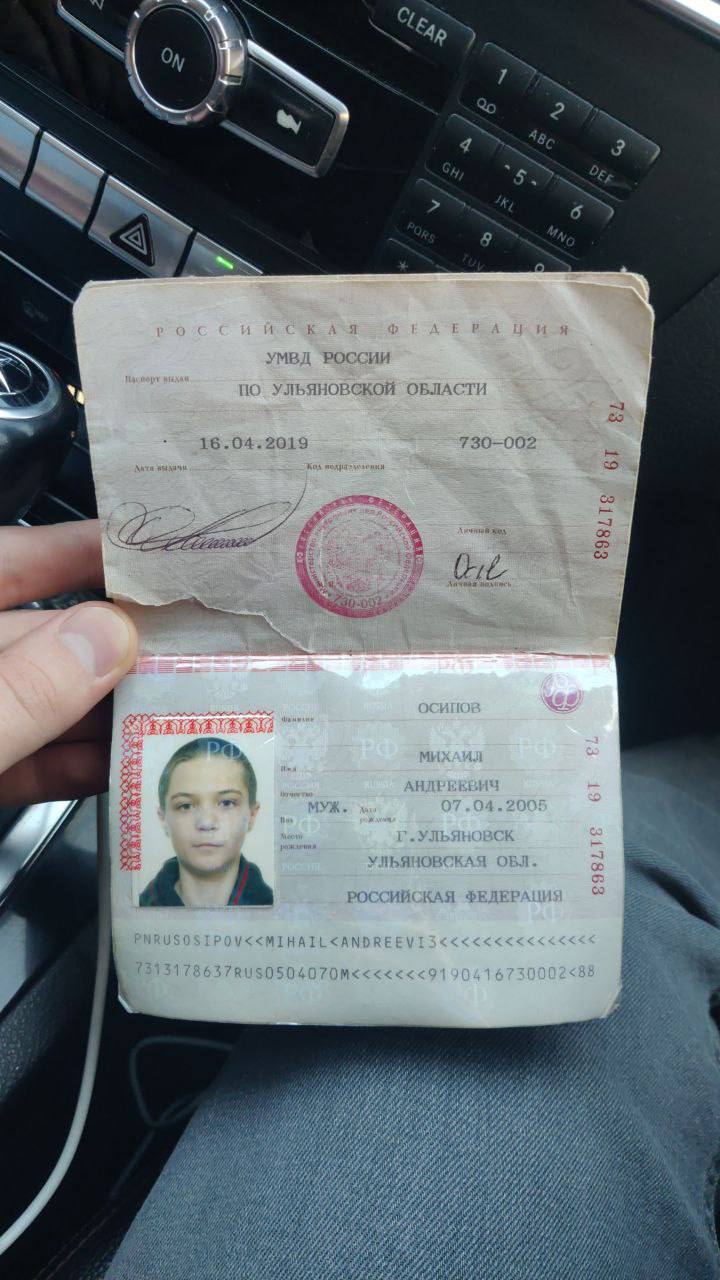 ON
CLEAR
1
2
ABC
3
DEF
4
GHI
5
JKL
6
MNO
7
PQRS
8
TUV
9
*
РОССИЙСКАЯ ФЕДЕРАЦИЯ
Паспорт выдан
УМВД РОССИИ
ПО УЛЬЯНОВСКОЙ ОБЛАСТИ
16.04.2019 730-002
Дата выдачи Код подразделения
Личный код
Личная подпись
730-002
73 19 317863
ОСИПОВ
Фамилия
МИХАИЛ
Имя
АНДРЕЕВИЧ
Отчество
МУЖ. Дата рождения 07.04.2005
Пол
Место рождения
Г.УЛЬЯНОВСК
УЛЬЯНОВСКАЯ ОБЛ.
РОССИЙСКАЯ ФЕДЕРАЦИЯ
73 19 317863
РФ
PNRUSOSIPOV<<MIHAIL<ANDREEVI3<<<<<<<<<<<<<<<
7313178637RUS0504070M<<<<<<<9190416730002<88